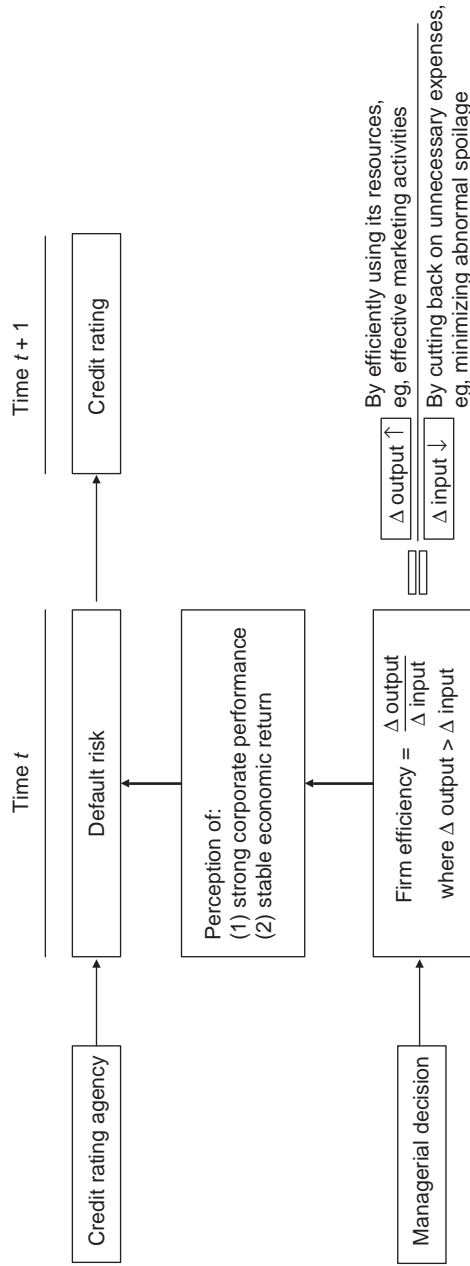 Time t
Time t + 1
Credit rating agency
Default risk
Credit rating
Perception of:
(1) strong corporate performance
(2) stable economic return
Managerial decision
Firm efficiency = Δ output
Δ input
where Δ output > Δ input
=
Δ output ↑
By efficiently using its resources,
eg, effective marketing activities
Δ input ↓
By cutting back on unnecessary expenses,
eg, minimizing abnormal spoilage